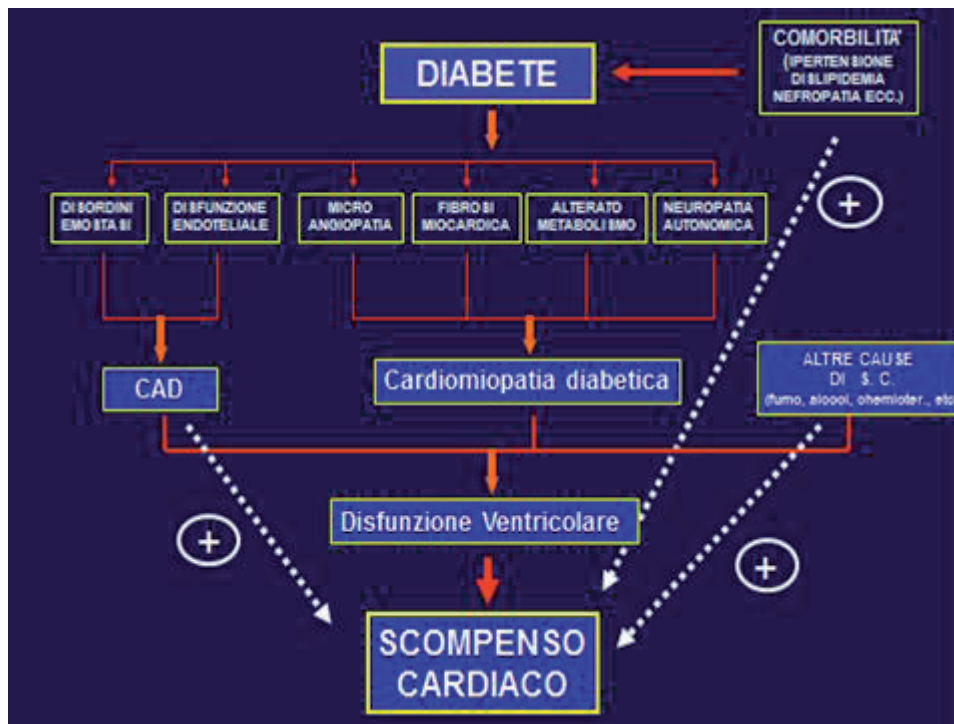 COMORBILITA'
(IPERTENSIONE
DISLIPIDEMIA
NEFROPATIA ECC.)
DIABETE
DISORDINI
EMOSTASI
DISFUNZIONE
ENDOTELIALE
MICRO
ANGIOPATIA
FIBROSI
MIOCARDICA
ALTERATO
METABOLISMO
NEUROPATIA
AUTONOMICA
+
CAD
Cardiomiopatia diabetica
ALTRE CAUSE
DI S. C.
(fumo, alcool, chemioter., etc
Disfunzione Ventricolare
+
+
SCOMPENSO
CARDIACO